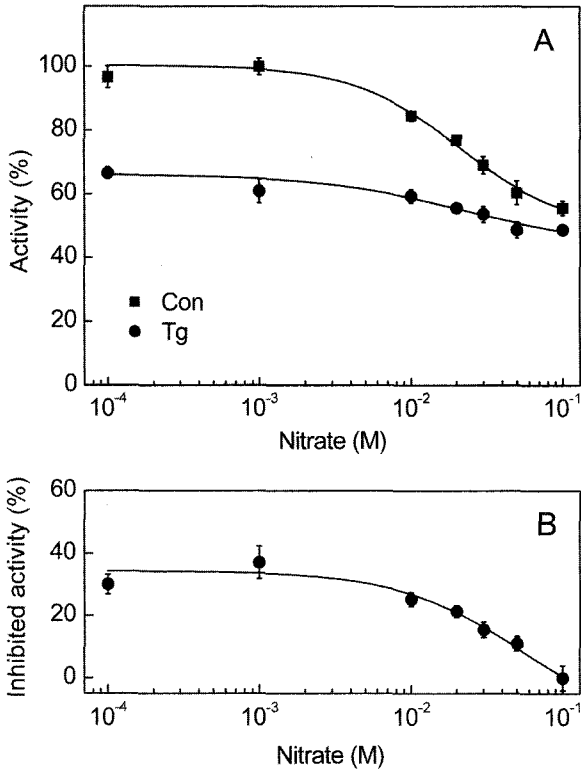 A
100
80
60
40
20
0
Activity (%)
Con
Tg
10⁻⁴
10⁻³
10⁻²
10⁻¹
Nitrate (M)
B
60
40
20
0
Inhibited activity (%)
10⁻⁴
10⁻³
10⁻²
10⁻¹
Nitrate (M)